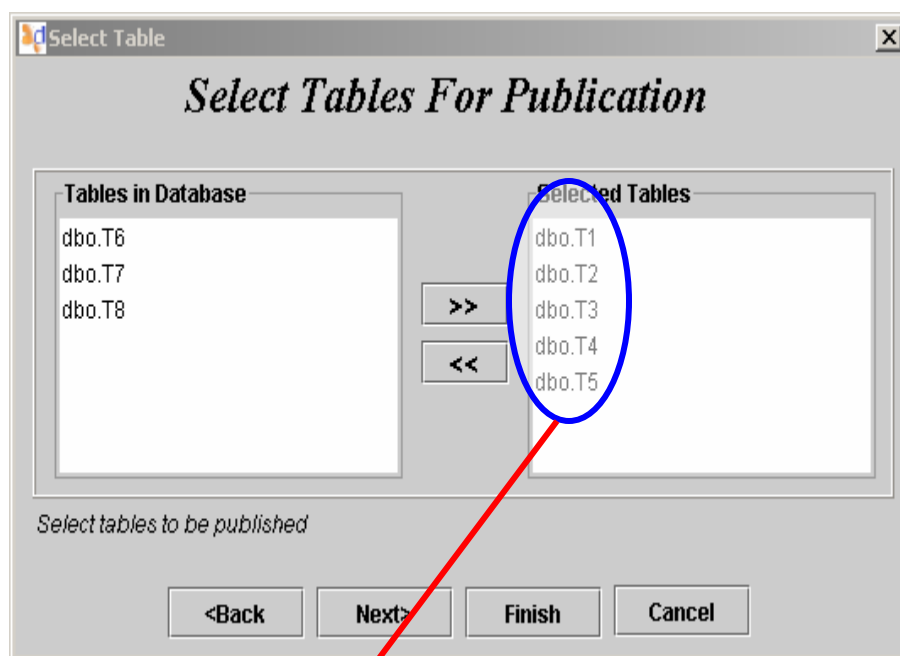 Select Table
Select Tables For Publication
Tables in Database
Selected Tables
dbo.T6
dbo.T7
dbo.T8
>>
<<
dbo.T1
dbo.T2
dbo.T3
dbo.T4
dbo.T5
Select tables to be published
<Back
Next>
Finish
Cancel